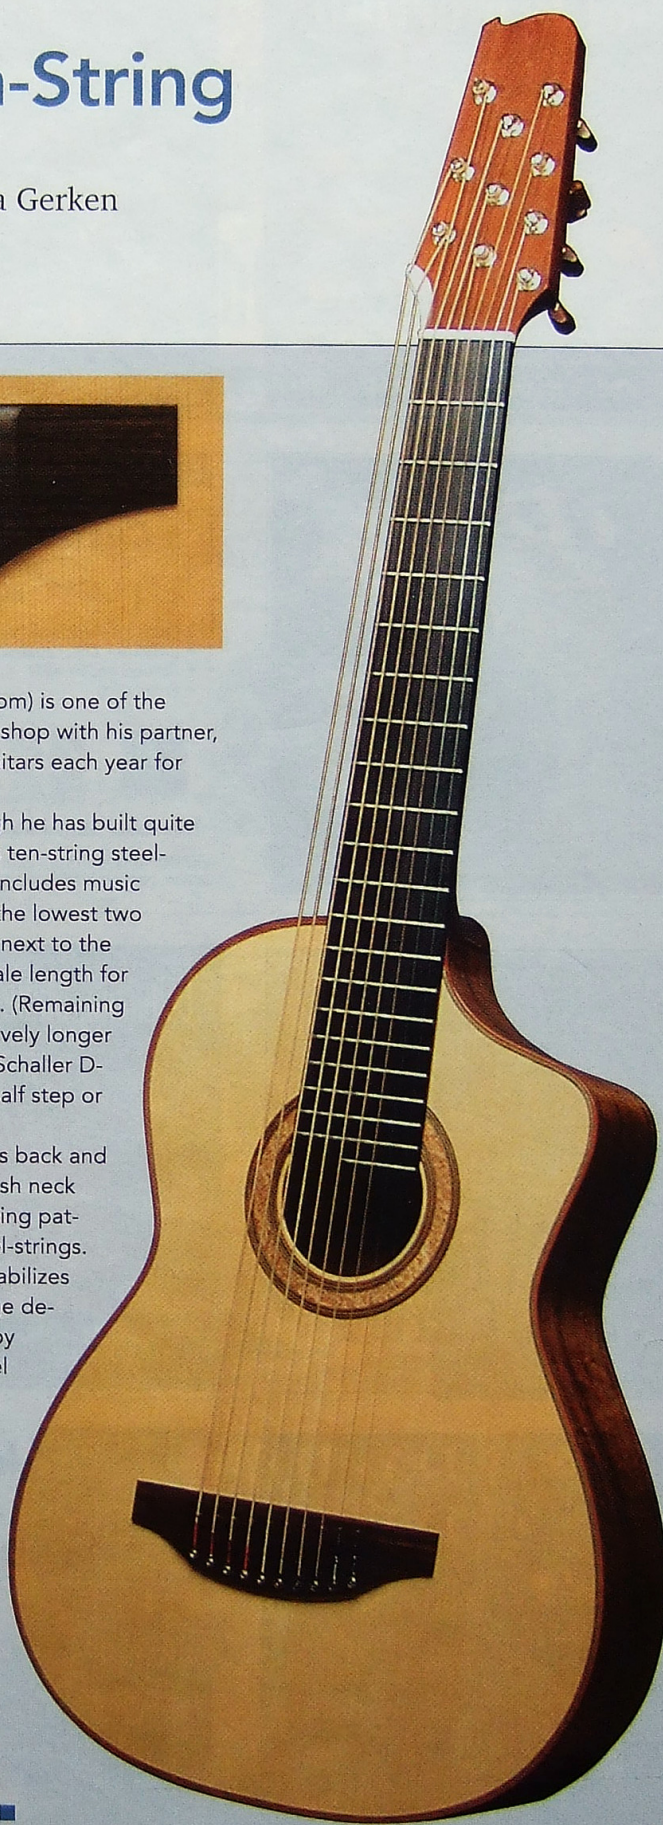 n-String
a Gerken
om) is one of the
shop with his partner,
itars each year for
h he has built quite
ten-string steel-
ncludes music
he lowest two
next to the
ale length for
. (Remaining
vely longer
Schaller D-
alf step or
s back and
sh neck
ing pat-
l-strings.
abilizes
e de-
by
el